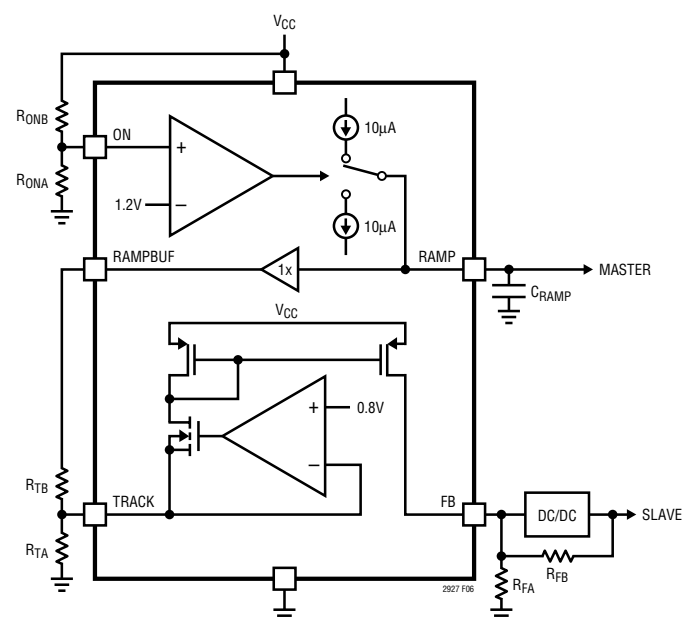 VCC
RONB
ON
10µA
+
RONA
1.2V
−
10µA
RAMPBUF
1x
RAMP
MASTER
CRAMP
VCC
+
0.8V
−
RTB
TRACK
FB
DC/DC
SLAVE
RTA
RFB
RFA
2927 F06